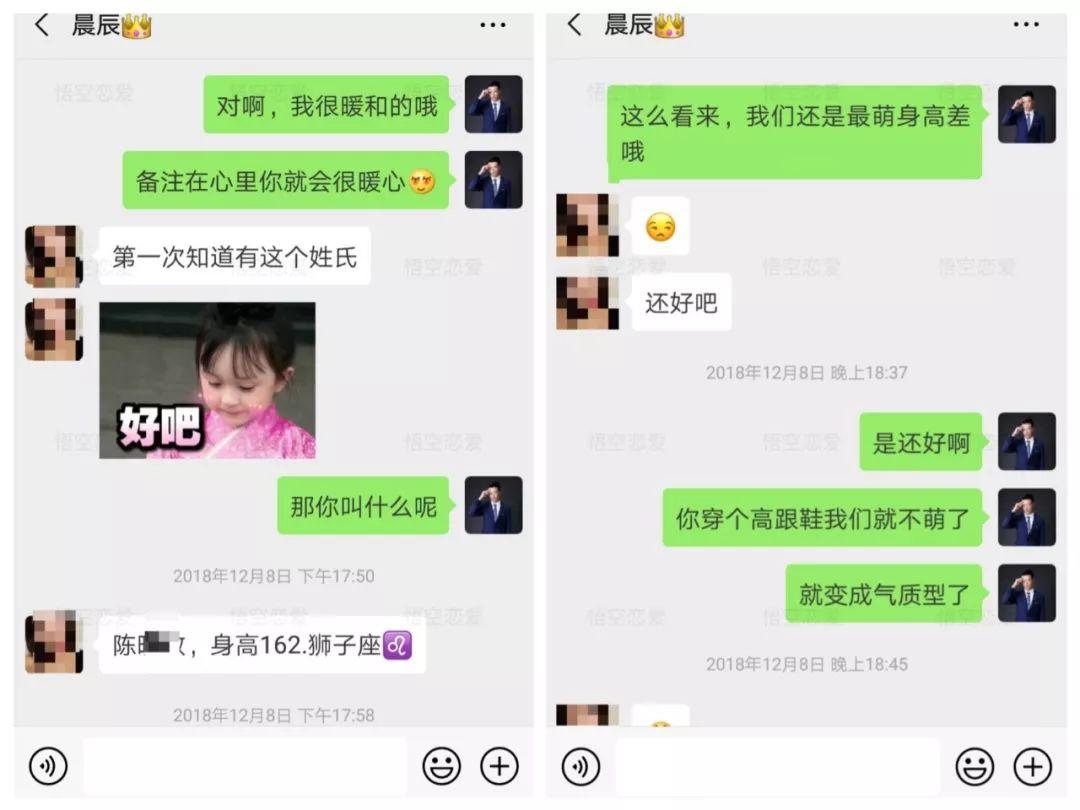 晨辰👑
对啊，我很暖和的哦
备注在心里你就会很暖心
第一次知道有这个姓氏
好吧
那你叫什么呢
2018年12月8日 下午17:50
陈 ，身高162.狮子座♌
2018年12月8日 下午17:58
晨辰👑
这么看来，我们还是最萌身高差
哦
😒
还好吧
2018年12月8日 晚上18:37
是还好啊
你穿个高跟鞋我们就不萌了
就变成气质型了
2018年12月8日 晚上18:45
悟空恋爱